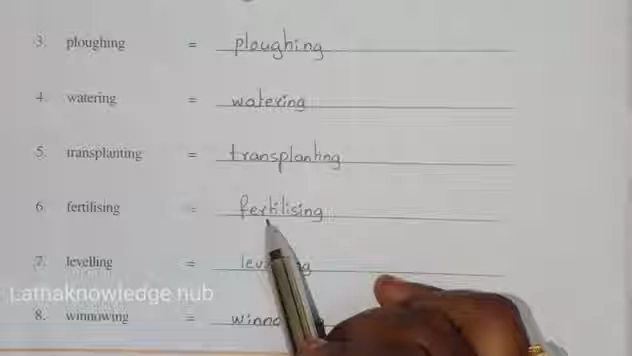 3. ploughing = ploughing
4. watering = watering
5. transplanting = transplanting
6. fertilising = fertilising
7. levelling =
Lathaknowledge hub
8. winnowing =